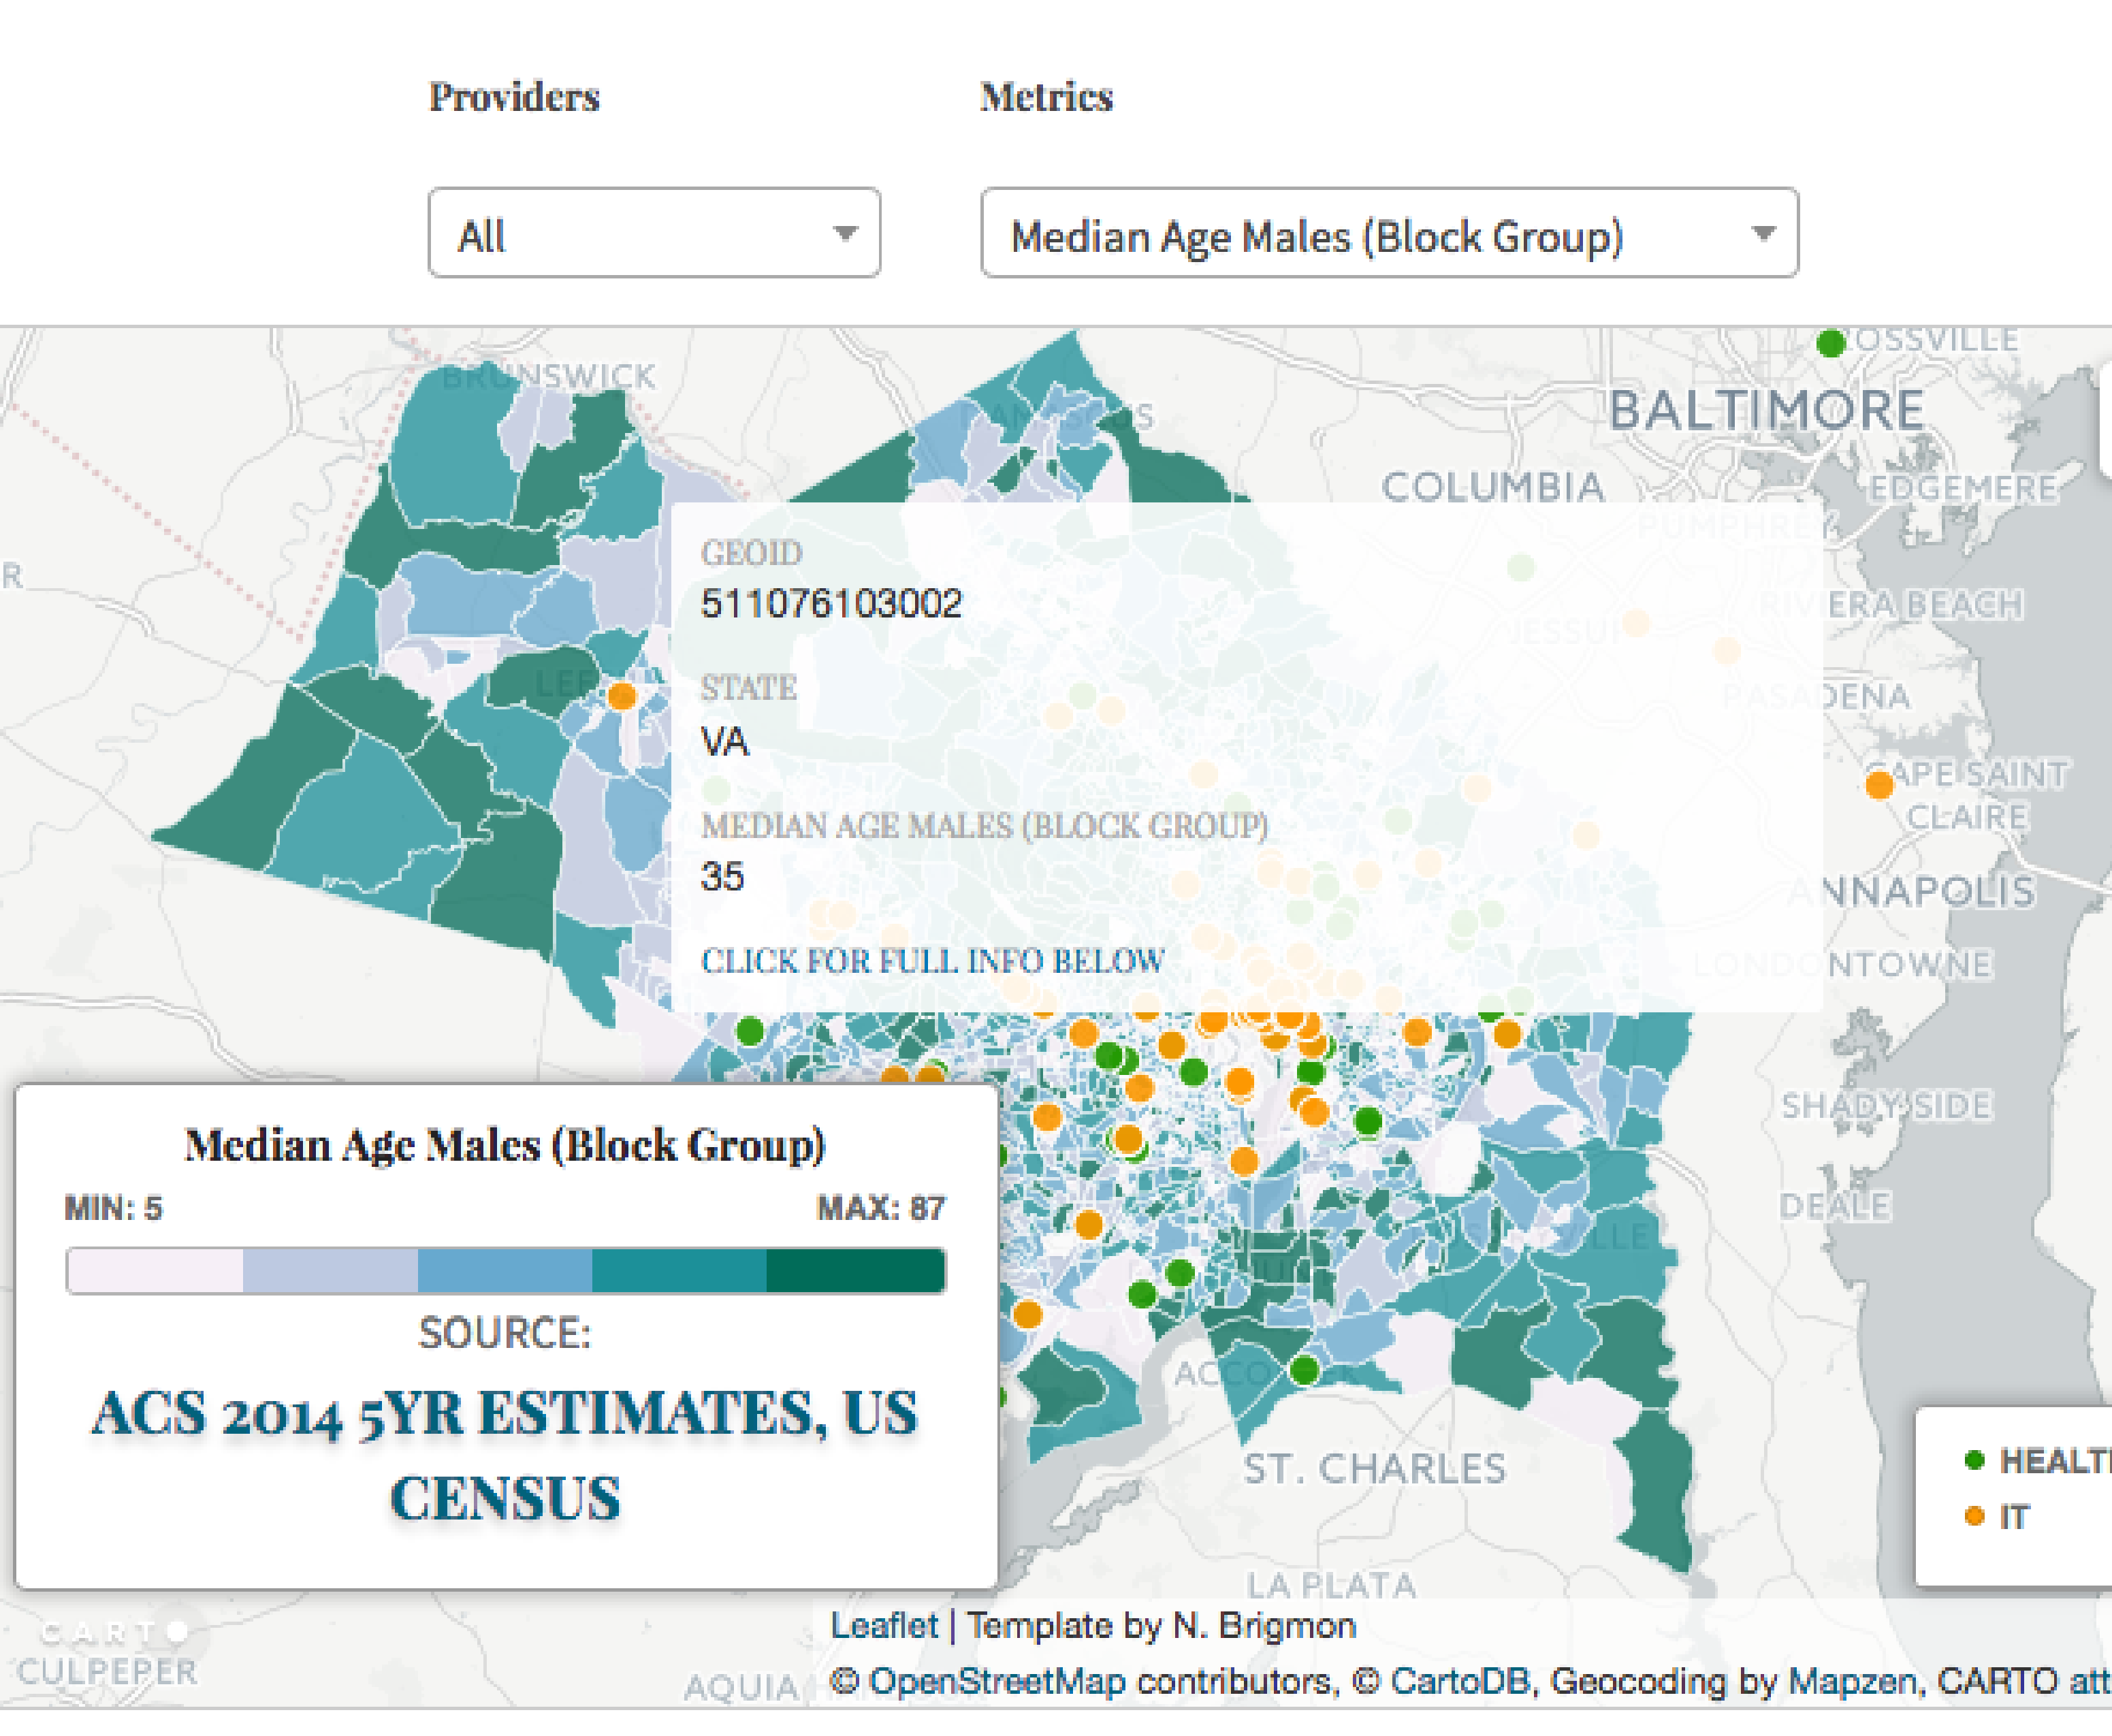 Providers
Metrics
All
Median Age Males (Block Group)
BRUNSWICK
OSSVILLE
BALTIMORE
COLUMBIA
EDGEMERE
PUMPHREY
GEOID
511076103002
R
RIVIERA BEACH
JESSUP
STATE
PASADENA
VA
CAPE SAINT
CLAIRE
MEDIAN AGE MALES (BLOCK GROUP)
35
ANNAPOLIS
CLICK FOR FULL INFO BELOW
LONDONTOWNE
SHADY SIDE
Median Age Males (Block Group)
MIN: 5
MAX: 87
DEALE
SOURCE:
ACS 2014 5YR ESTIMATES, US
CENSUS
ST. CHARLES
HEALT
IT
LA PLATA
CARTO
CULPEPER
AQUIA
Leaflet | Template by N. Brigmon
© OpenStreetMap contributors, © CartoDB, Geocoding by Mapzen, CARTO att